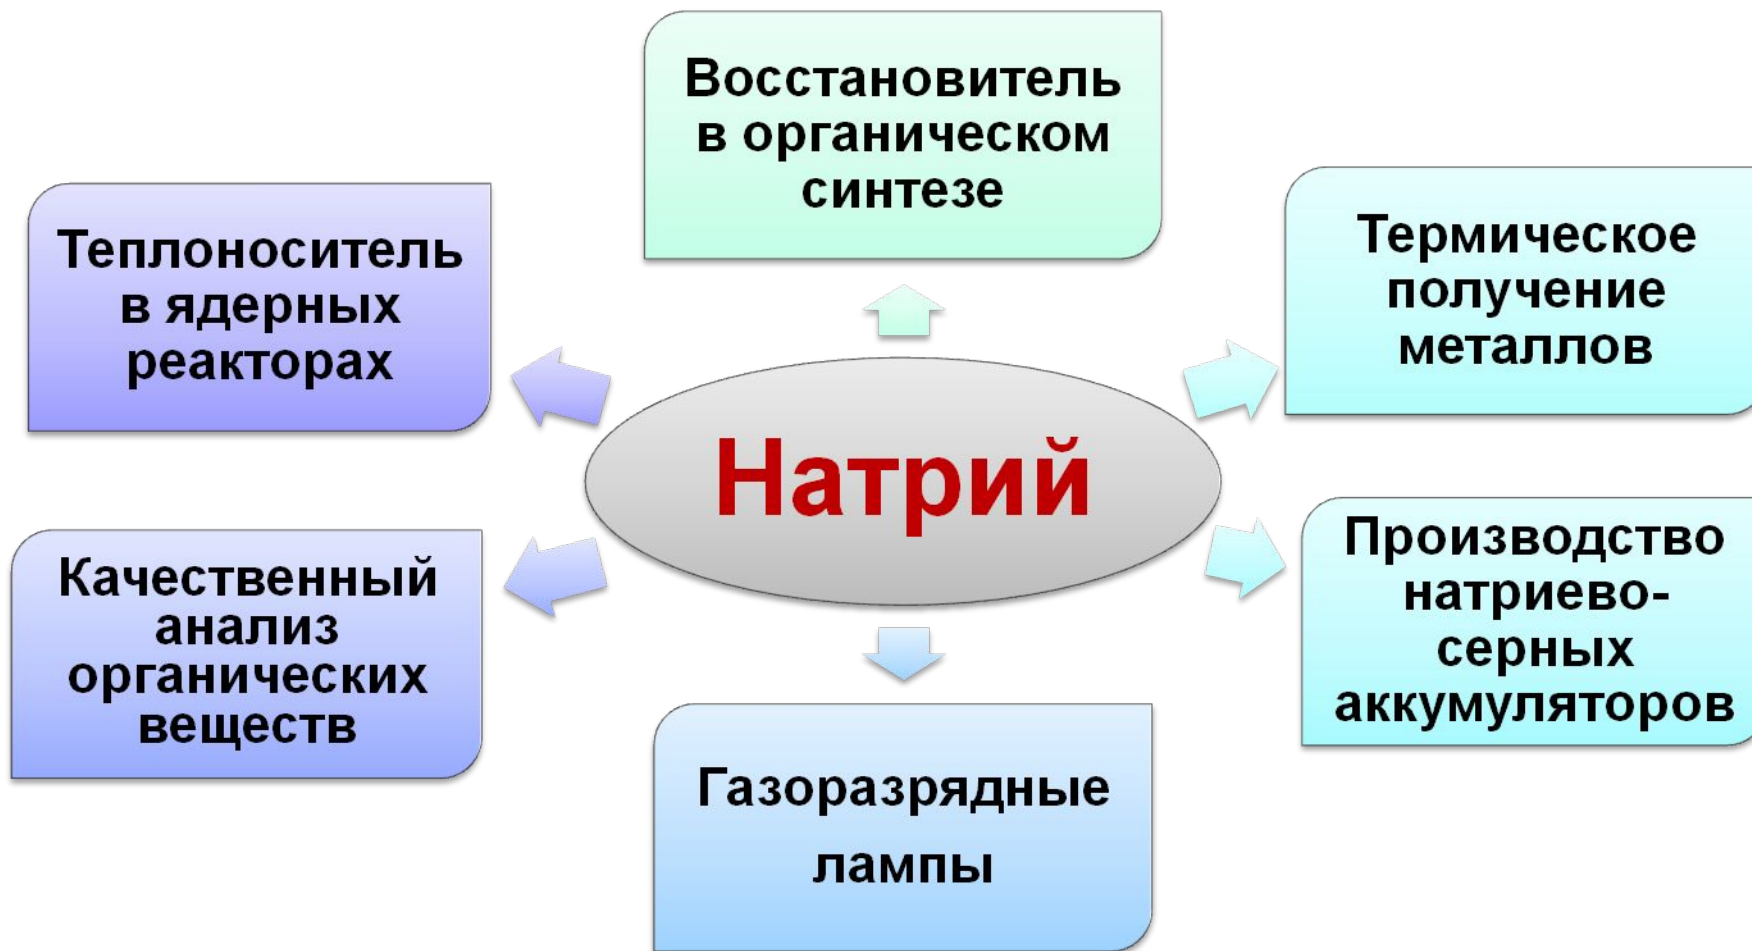 Восстановитель
в органическом
синтезе
Теплоноситель
в ядерных
реакторах
Термическое
получение
металлов
Натрий
Качественный
анализ
органических
веществ
Производство
натриево-
серных
аккумуляторов
Газоразрядные
лампы